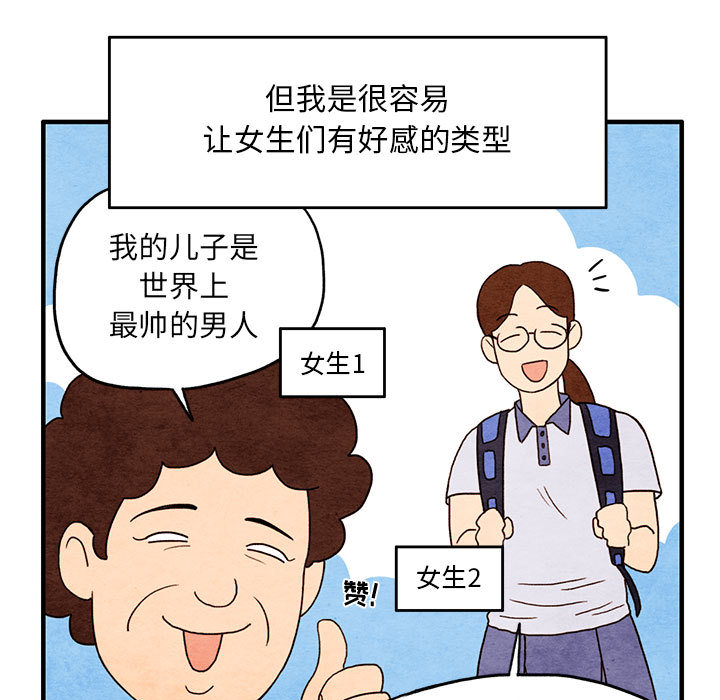 但我是很容易
让女生们有好感的类型
我的儿子是
世界上
最帅的男人
女生1
女生2
赞!